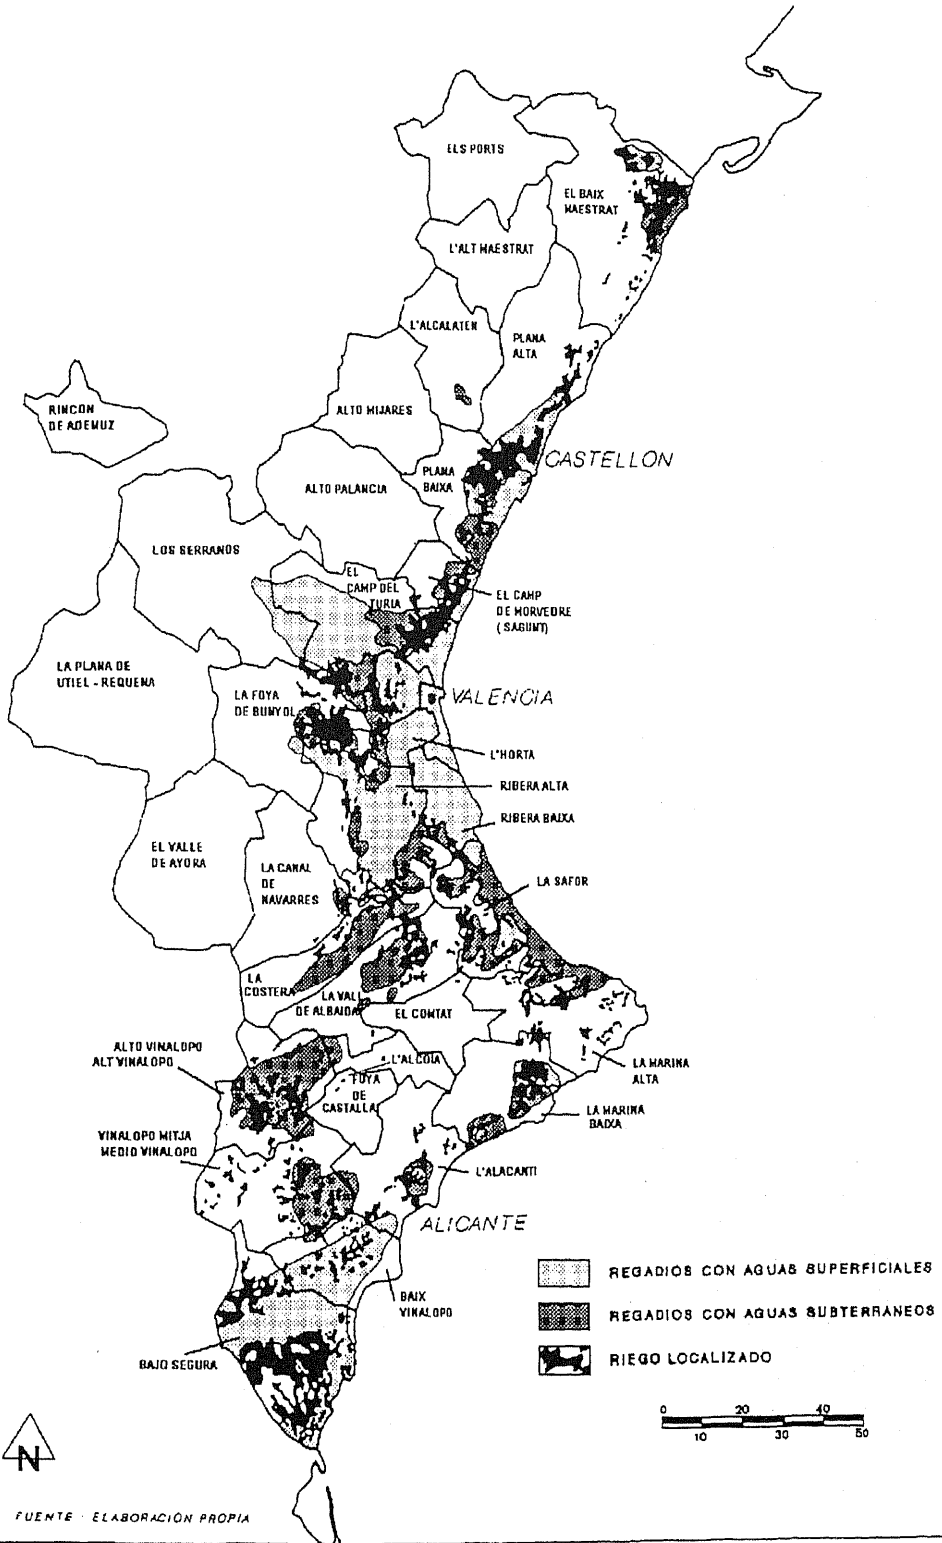 ELS PORTS
EL BAIX
MAESTRAT
L'ALT MAESTRAT
L'ALCALATEN
PLANA
ALTA
RINCON
DE ADEMUZ
ALTO MIJARES
PLANA
BAIXA
CASTELLON
ALTO PALANCIA
LOS SERRANOS
EL
CAMP DEL
TURIA
EL CAMP
DE MORVEDRE
(SAGUNT)
LA PLANA DE
UTIEL - REQUENA
LA FOYA
DE BUNYOL
VALENCIA
L'HORTA
RIBERA ALTA
RIBERA BAIXA
EL VALLE
DE AYORA
LA CANAL
DE
NAVARRES
LA SAFOR
LA
COSTERA
LA VALL
DE ALBAIDA
EL COMTAT
ALTO VINALOPO
ALT VINALOPO
L'ALCOIA
FOYA
DE
CASTALLA
LA MARINA
ALTA
LA MARINA
BAIXA
VINALOPO MITJA
MEDIO VINALOPO
L'ALACANTI
ALICANTE
BAIX
VINALOPO
BAJO SEGURA
REGADIOS CON AGUAS SUPERFICIALES
REGADIOS CON AGUAS SUBTERRANEOS
RIEGO LOCALIZADO
0 20 40
10 30 50
N
FUENTE · ELABORACIÓN PROPIA